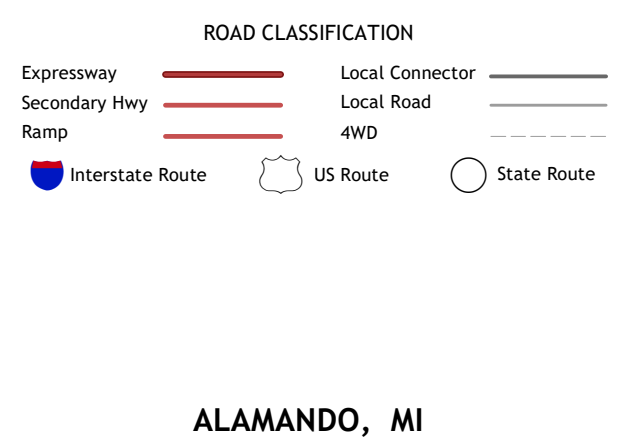 ROAD CLASSIFICATION
Expressway
Local Connector
Secondary Hwy
Local Road
Ramp
4WD
Interstate Route
US Route
State Route
ALAMANDO, MI